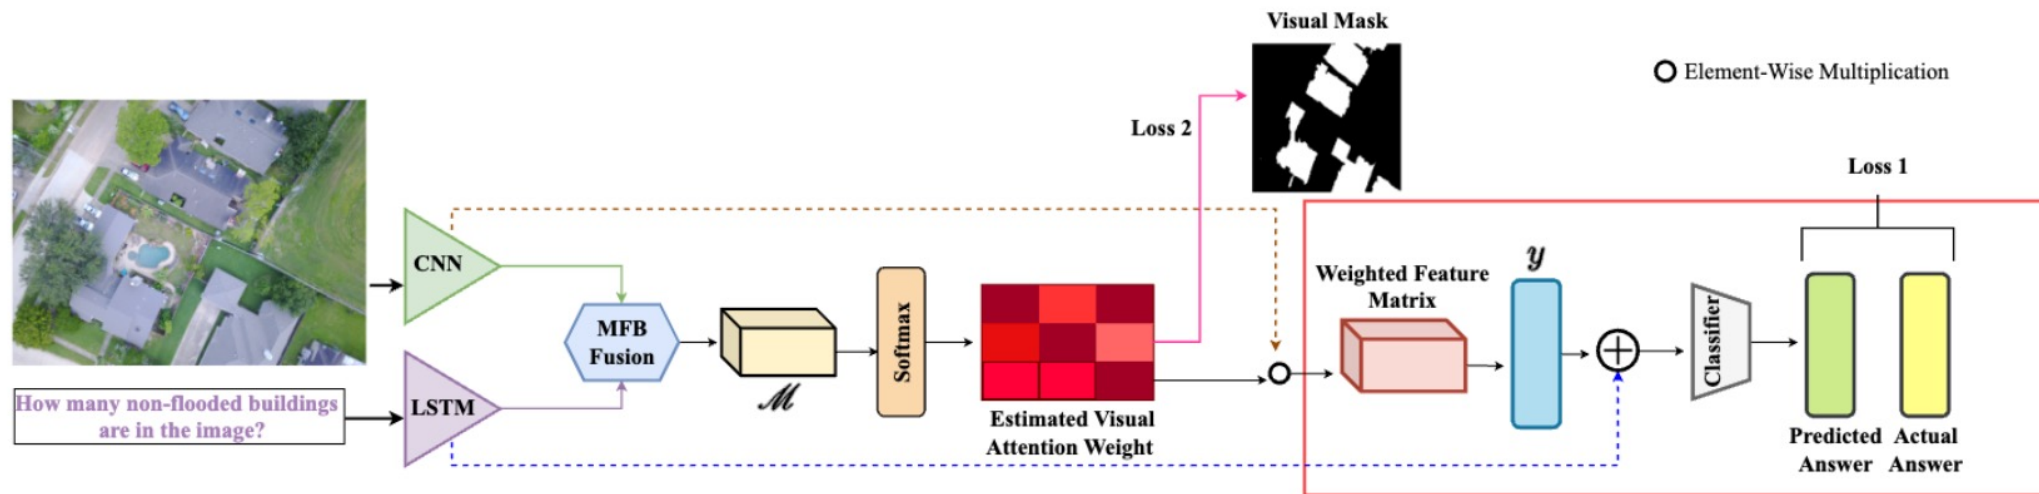 Visual Mask
Element-Wise Multiplication
Loss 2
Loss 1
CNN
Weighted Feature
Matrix
y
MFB
Fusion
Softmax
Classifier
ℳ
How many non-flooded buildings
are in the image?
LSTM
Estimated Visual
Attention Weight
Predicted
Answer
Actual
Answer